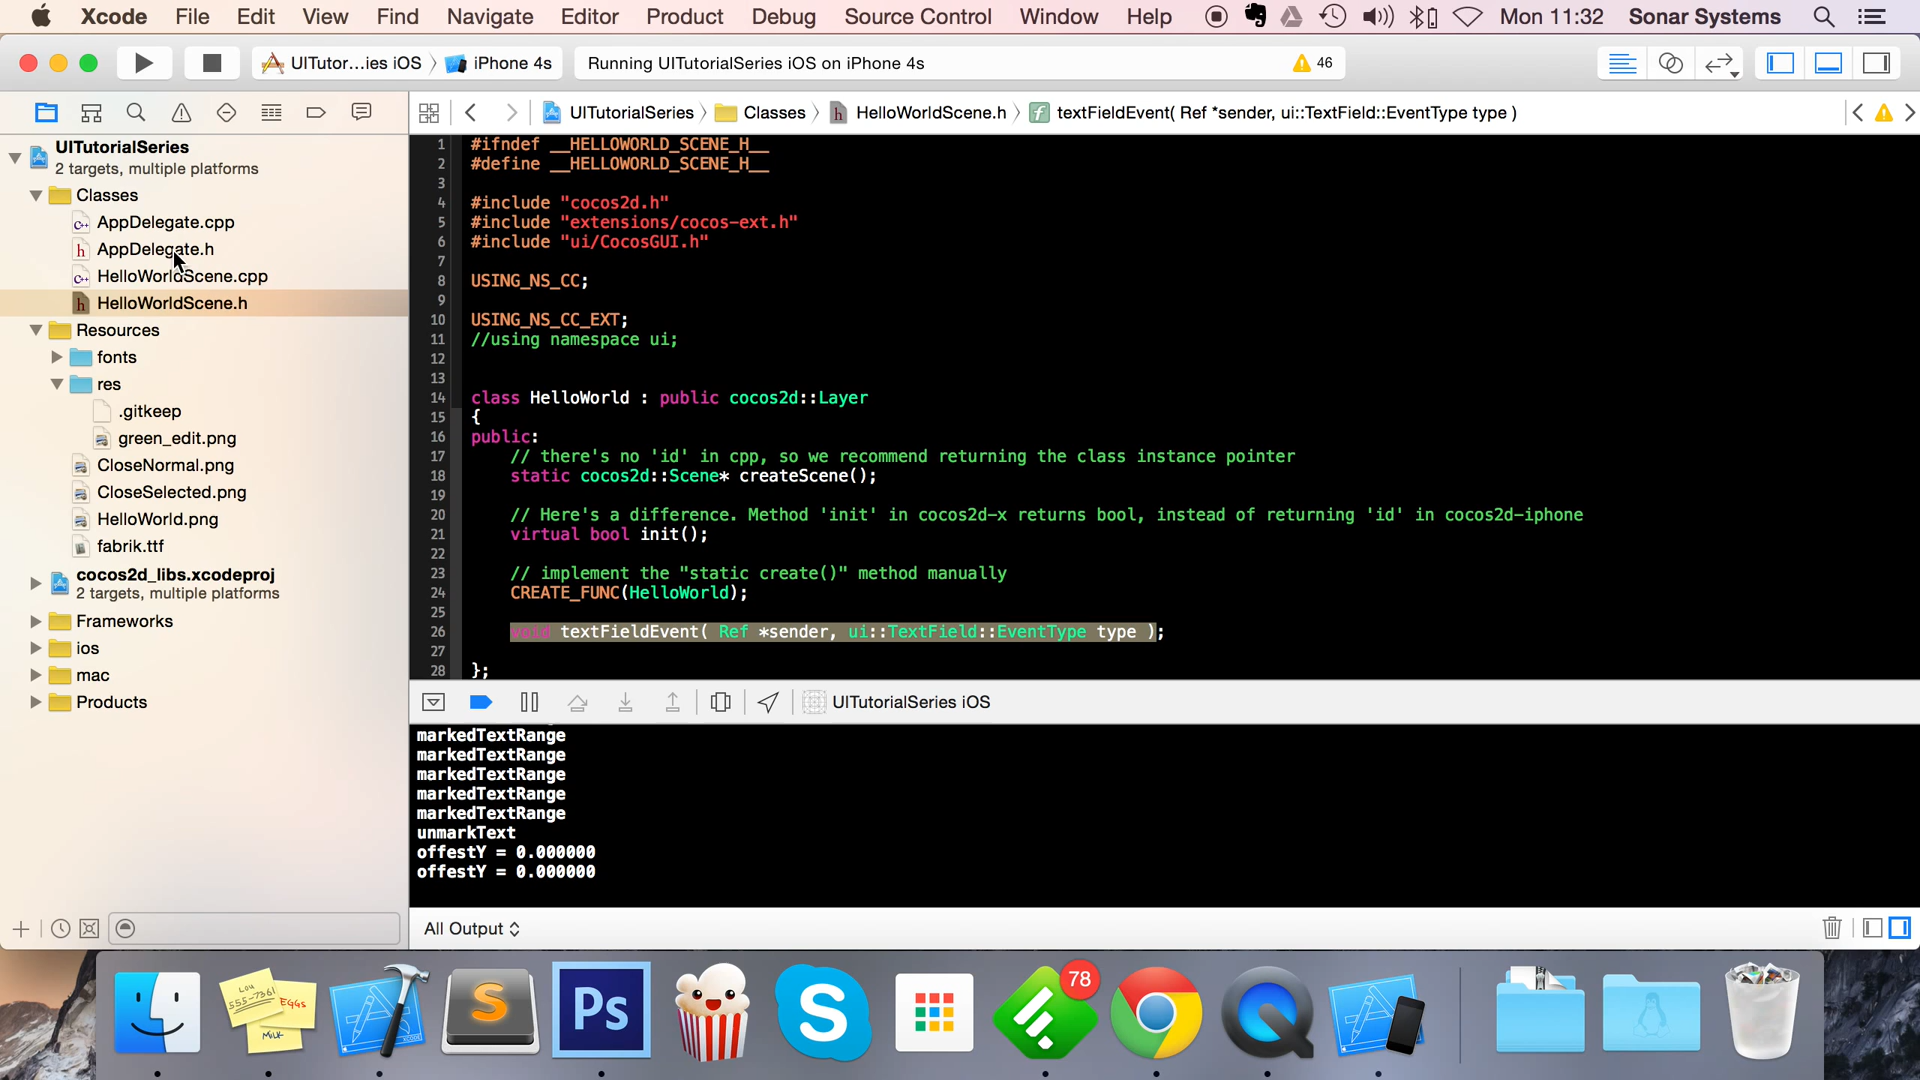 Xcode File Edit View Find Navigate Editor Product Debug Source Control Window Help Mon 11:32 Sonar Systems
UITutor...ies iOS iPhone 4s Running UITutorialSeries iOS on iPhone 4s 46
UITutorialSeries Classes HelloWorldScene.h textFieldEvent( Ref *sender, ui::TextField::EventType type )
UITutorialSeries
2 targets, multiple platforms
Classes
AppDelegate.cpp
AppDelegate.h
HelloWorldScene.cpp
HelloWorldScene.h
Resources
fonts
res
.gitkeep
green_edit.png
CloseNormal.png
CloseSelected.png
HelloWorld.png
fabrik.ttf
cocos2d_libs.xcodeproj
2 targets, multiple platforms
Frameworks
ios
mac
Products
1 #ifndef __HELLOWORLD_SCENE_H__
2 #define __HELLOWORLD_SCENE_H__
3
4 #include "cocos2d.h"
5 #include "extensions/cocos-ext.h"
6 #include "ui/CocosGUI.h"
7
8 USING_NS_CC;
9
10 USING_NS_CC_EXT;
11 //using namespace ui;
12
13
14 class HelloWorld : public cocos2d::Layer
15 {
16 public:
17 // there's no 'id' in cpp, so we recommend returning the class instance pointer
18 static cocos2d::Scene* createScene();
19
20 // Here's a difference. Method 'init' in cocos2d-x returns bool, instead of returning 'id' in cocos2d-iphone
21 virtual bool init();
22
23 // implement the "static create()" method manually
24 CREATE_FUNC(HelloWorld);
25
26 void textFieldEvent( Ref *sender, ui::TextField::EventType type );
27
28 };
UITutorialSeries iOS
markedTextRange
markedTextRange
markedTextRange
markedTextRange
markedTextRange
unmarkText
offestY = 0.000000
offestY = 0.000000
All Output
Lou
555-7361
EGGS
MILK
S
Ps
S
78